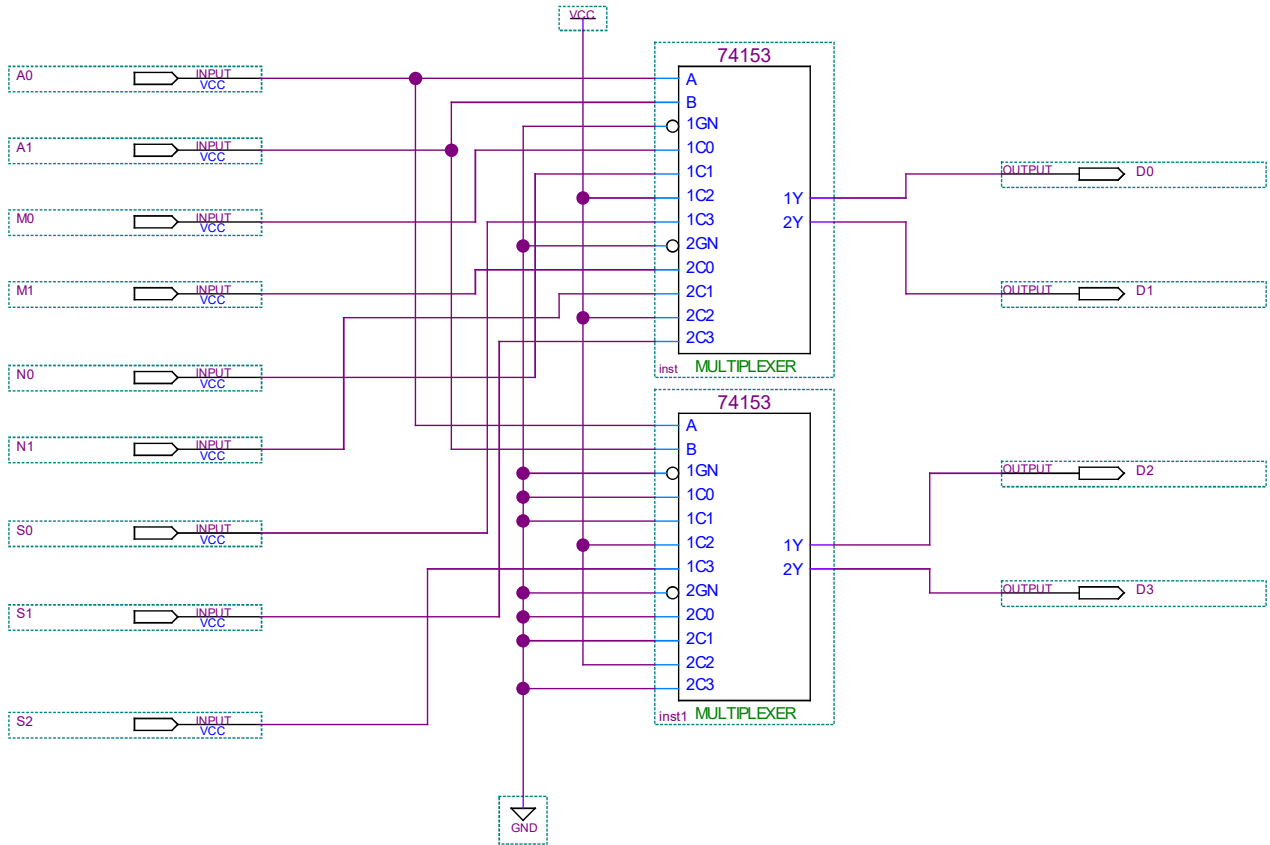 VCC
74153
A0 INPUT
VCC
A1 INPUT
VCC
M0 INPUT
VCC
M1 INPUT
VCC
N0 INPUT
VCC
N1 INPUT
VCC
S0 INPUT
VCC
S1 INPUT
VCC
S2 INPUT
VCC
A
B
1GN
1C0
1C1
1C2
1C3
2GN
2C0
2C1
2C2
2C3
1Y
2Y
inst MULTIPLEXER
74153
A
B
1GN
1C0
1C1
1C2
1C3
2GN
2C0
2C1
2C2
2C3
1Y
2Y
inst1 MULTIPLEXER
OUTPUT D0
OUTPUT D1
OUTPUT D2
OUTPUT D3
GND